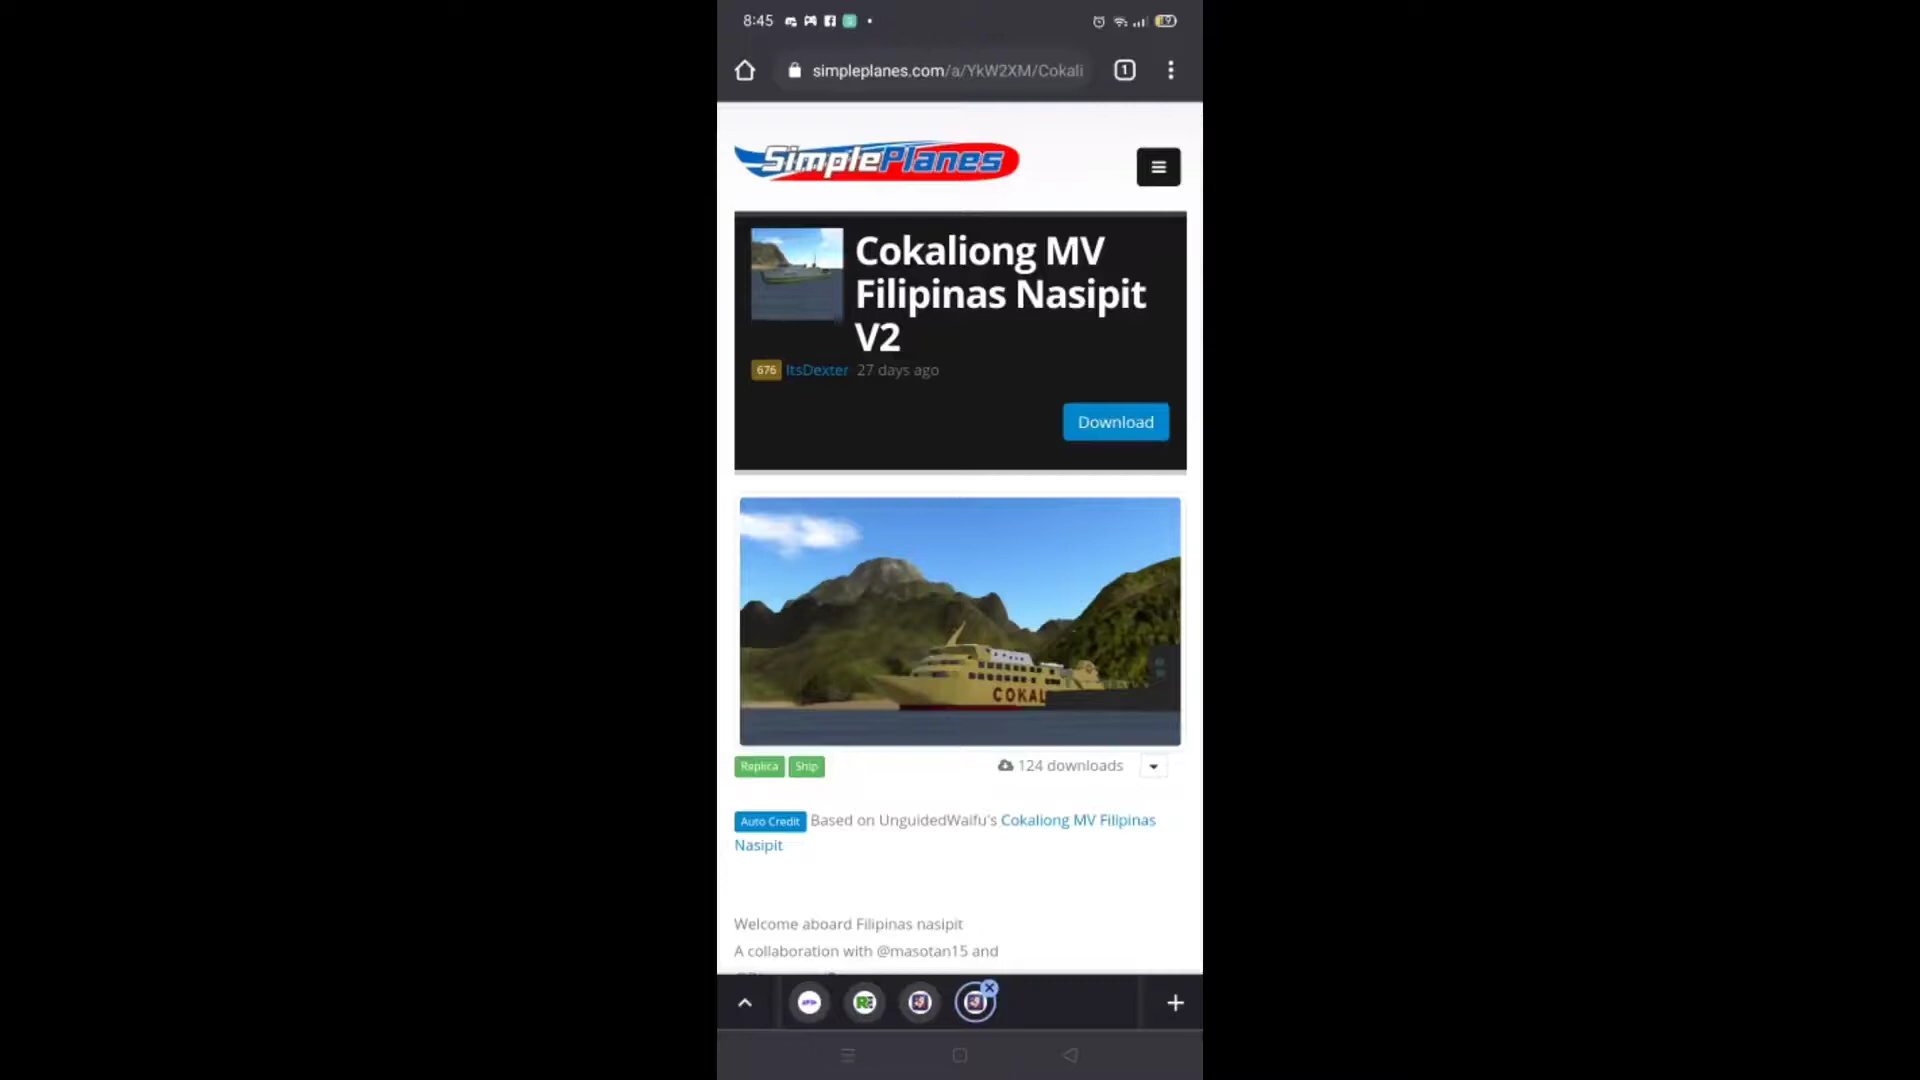 8:45
simpleplanes.com/a/YkW2XM/Cokali
1
SimplePlanes
Cokaliong MV
Filipinas Nasipit
V2
676 ItsDexter 27 days ago
Download
COKAL
Replica Ship 124 downloads
Auto Credit Based on UnguidedWaifu's Cokaliong MV Filipinas
Nasipit
Welcome aboard Filipinas nasipit
A collaboration with @masotan15 and